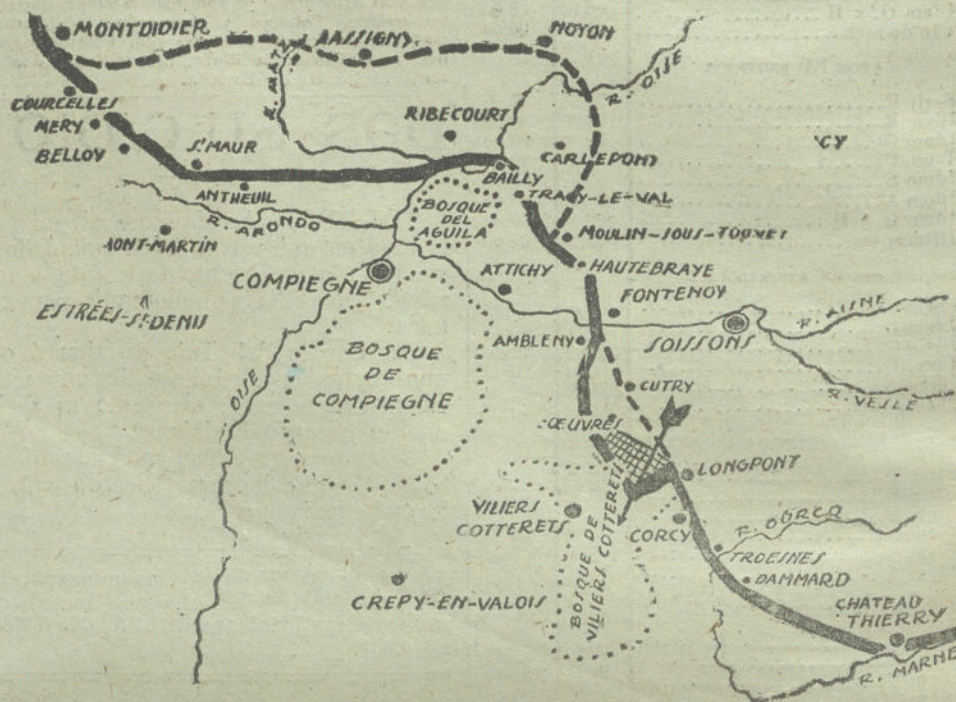 MONTDIDIER
LASSIGNY
NOYON
R. MATZ
R. OISE
COURCELLES
MERY
BELLOY
RIBECOURT
'CY
St MAUR
CARLEPONT
BAILLY
ANTHEUIL
BOSQUE
DEL
AGUILA
TRACY-LE-VAL
R. ARONDO
MONT-MARTIN
MOULIN-SOUS-TOUVET
COMPIEGNE
ATTICHY
HAUTEBRAYE
FONTENOY
ESTRÉES-St-DENIS
R. AISNE
AMBLENY
SOISSONS
BOSQUE
DE
COMPIEGNE
OISE
CUTRY
R. VESLE
ŒUVRES
LONGPONT
VILIERS
COTTERETS
BOSQUE DE
VILIERS COTTERETS
CORCY
R. OURCQ
TROESNES
DAMMARD
CREPY-EN-VALOIS
CHATEAU
THIERRY
R. MARNE